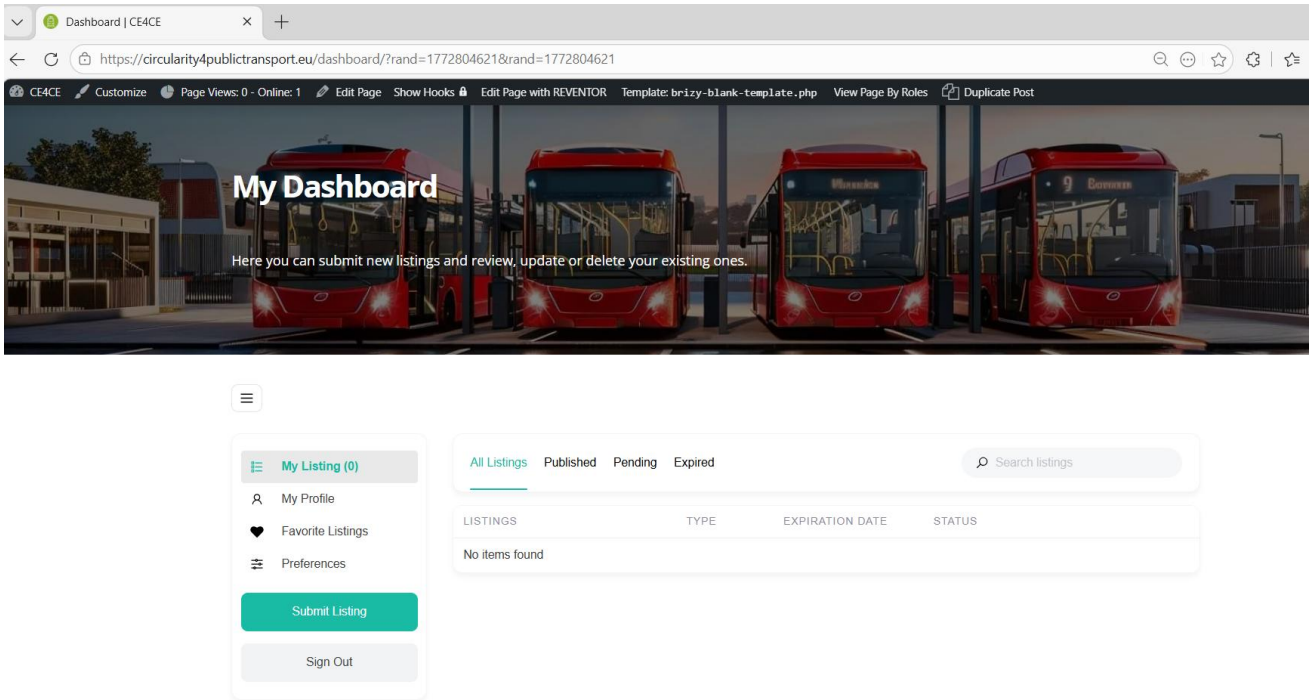 Dashboard | CE4CE
https://circularity4publictransport.eu/dashboard/?rand=1772804621&rand=1772804621
CE4CE Customize Page Views: 0 - Online: 1 Edit Page Show Hooks Edit Page with REVENTOR Template: brizy-blank-template.php View Page By Roles Duplicate Post
My Dashboard
9
Here you can submit new listings and review, update or delete your existing ones.
My Listing (0)
My Profile
Favorite Listings
Preferences
Submit Listing
Sign Out
All Listings Published Pending Expired Search listings
LISTINGS TYPE EXPIRATION DATE STATUS
No items found